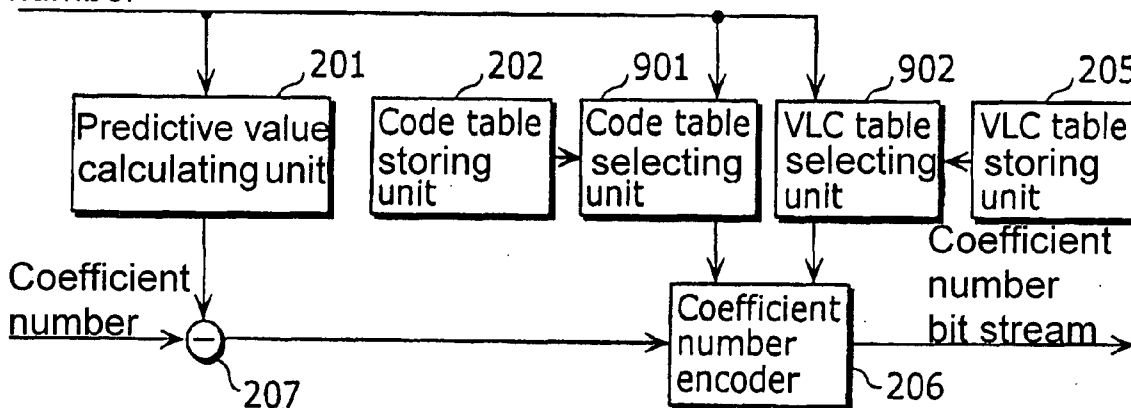 201
202
901
902
205
Predictive value
calculating unit
Code table
storing
unit
Code table
selecting
unit
VLC table
selecting
unit
VLC table
storing
unit
Coefficient
number
207
Coefficient
number
encoder
206
Coefficient
number
bit stream